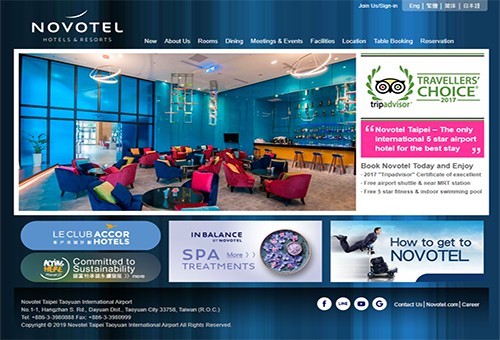 Join Us/Sign-in Eng | 繁體 | 簡体 | 日本語
NOVOTEL
HOTELS & RESORTS
New About Us Rooms Dining Meetings & Events Facilities Location Table Booking Reservation
tripadvisor
TRAVELLERS'
CHOICE
2017
"Novotel Taipei – The only
international 5 star airport
hotel for the best stay "
Book Novotel Today and Enjoy
- 2017 "Tripadvisor" Certificate of execellent
- Free airport shuttle & near MRT station
- Free 5 star fitness & indoor swimming pool
LE CLUB ACCOR
HOTELS
IN BALANCE
BY NOVOTEL
SPA More
TREATMENTS
How to get to
NOVOTEL
HERE
Committed to
Sustainability
more
Novotel Taipei Taoyuan International Airport
No.1-1, Hangzhan S. Rd., Dayuan Dist., Taoyuan City 33758, Taiwan (R.O.C.)
Tel: +886-3-3980888 Fax: +886-3-3980999
Copyright © 2019 Novotel Taipei Taoyuan International Airport All Rights Reserved.
Contact Us | Novotel.com | Career